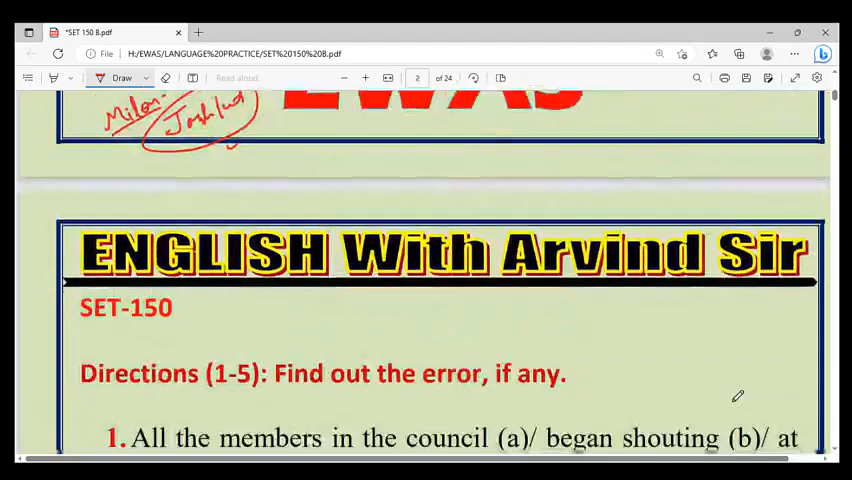 *SET 150 B.pdf
File H:/EWAS/LANGUAGE%20PRACTICE/SET%20150%20B.pdf
Draw Read aloud 2 of 24
EWAS
ENGLISH With Arvind Sir
SET-150
Directions (1-5): Find out the error, if any.
1. All the members in the council (a)/ began shouting (b)/ at